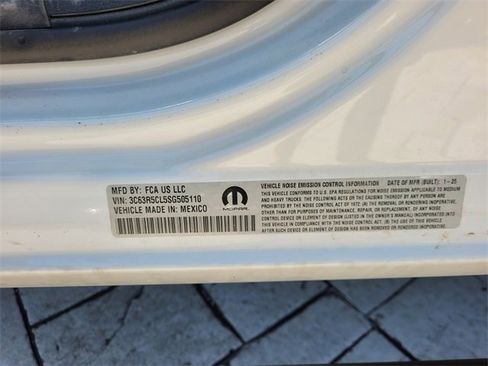 MFD BY: FCA US LLC
VIN: 3C63R5CL5SG505110
VEHICLE MADE IN: MEXICO
MOPAR
VEHICLE NOISE EMISSION CONTROL INFORMATION DATE OF MFR (BUILT): 1-25
THIS VEHICLE CONFORMS TO U.S. EPA REGULATIONS FOR NOISE EMISSION APPLICABLE TO MEDIUM
AND HEAVY TRUCKS. THE FOLLOWING ACTS OR THE CAUSING THEREOF BY ANY PERSON ARE
PROHIBITED BY THE NOISE CONTROL ACT OF 1972: (A) THE REMOVAL OR RENDERING INOPERATIVE,
OTHER THAN FOR PURPOSES OF MAINTENANCE, REPAIR, OR REPLACEMENT, OF ANY NOISE
CONTROL DEVICE OR ELEMENT OF DESIGN (LISTED IN THE OWNER'S MANUAL) INCORPORATED INTO
THIS VEHICLE IN COMPLIANCE WITH THE NOISE CONTROL ACT. (B) THE USE OF THIS VEHICLE
AFTER SUCH DEVICE OR ELEMENT OF DESIGN HAS BEEN REMOVED OR RENDERED INOPERATIVE.